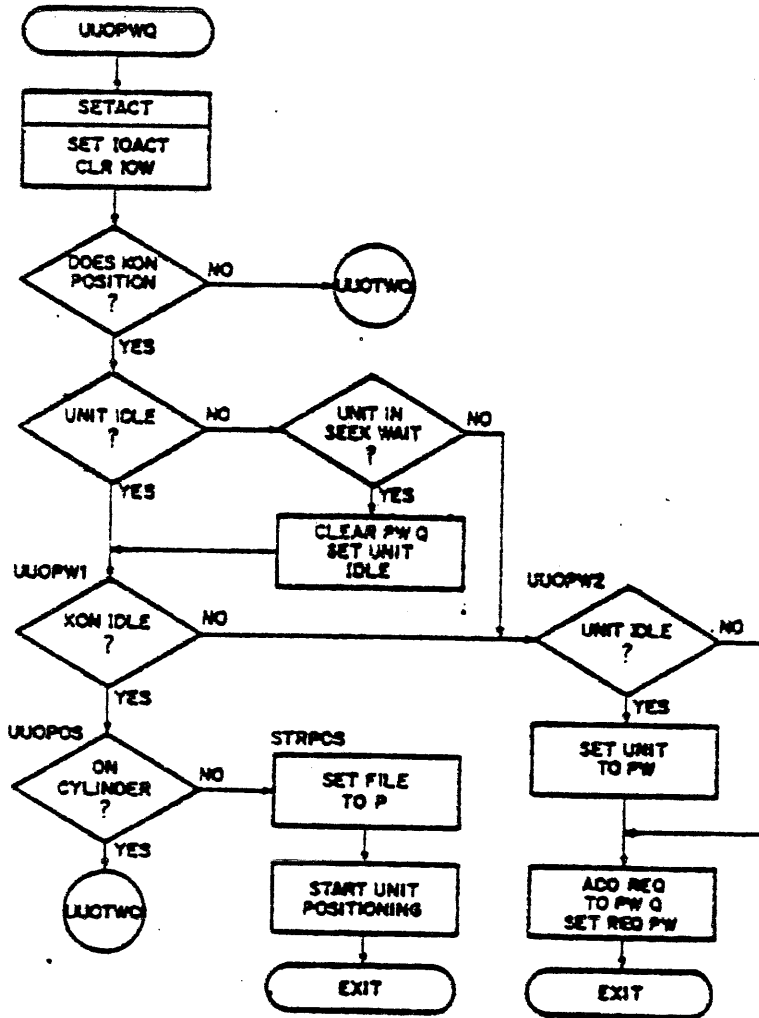 UUOPWQ
SETACT
SET IOACT
CLR IOW
DOES KON
POSITION
?
NO
UUOTWQ
YES
UNIT IDLE
?
NO
UNIT IN
SEEK WAIT
?
NO
YES
YES
CLEAR PW Q
SET UNIT
IDLE
UUOPW1
KON IDLE
?
NO
UUOPW2
UNIT IDLE
?
NO
YES
YES
UUOPOS
ON
CYLINDER
?
NO
STRPOS
SET FILE
TO P
SET UNIT
TO PW
YES
UUOTWQ
START UNIT
POSITIONING
ADD REQ
TO PW Q
SET REQ PW
EXIT
EXIT